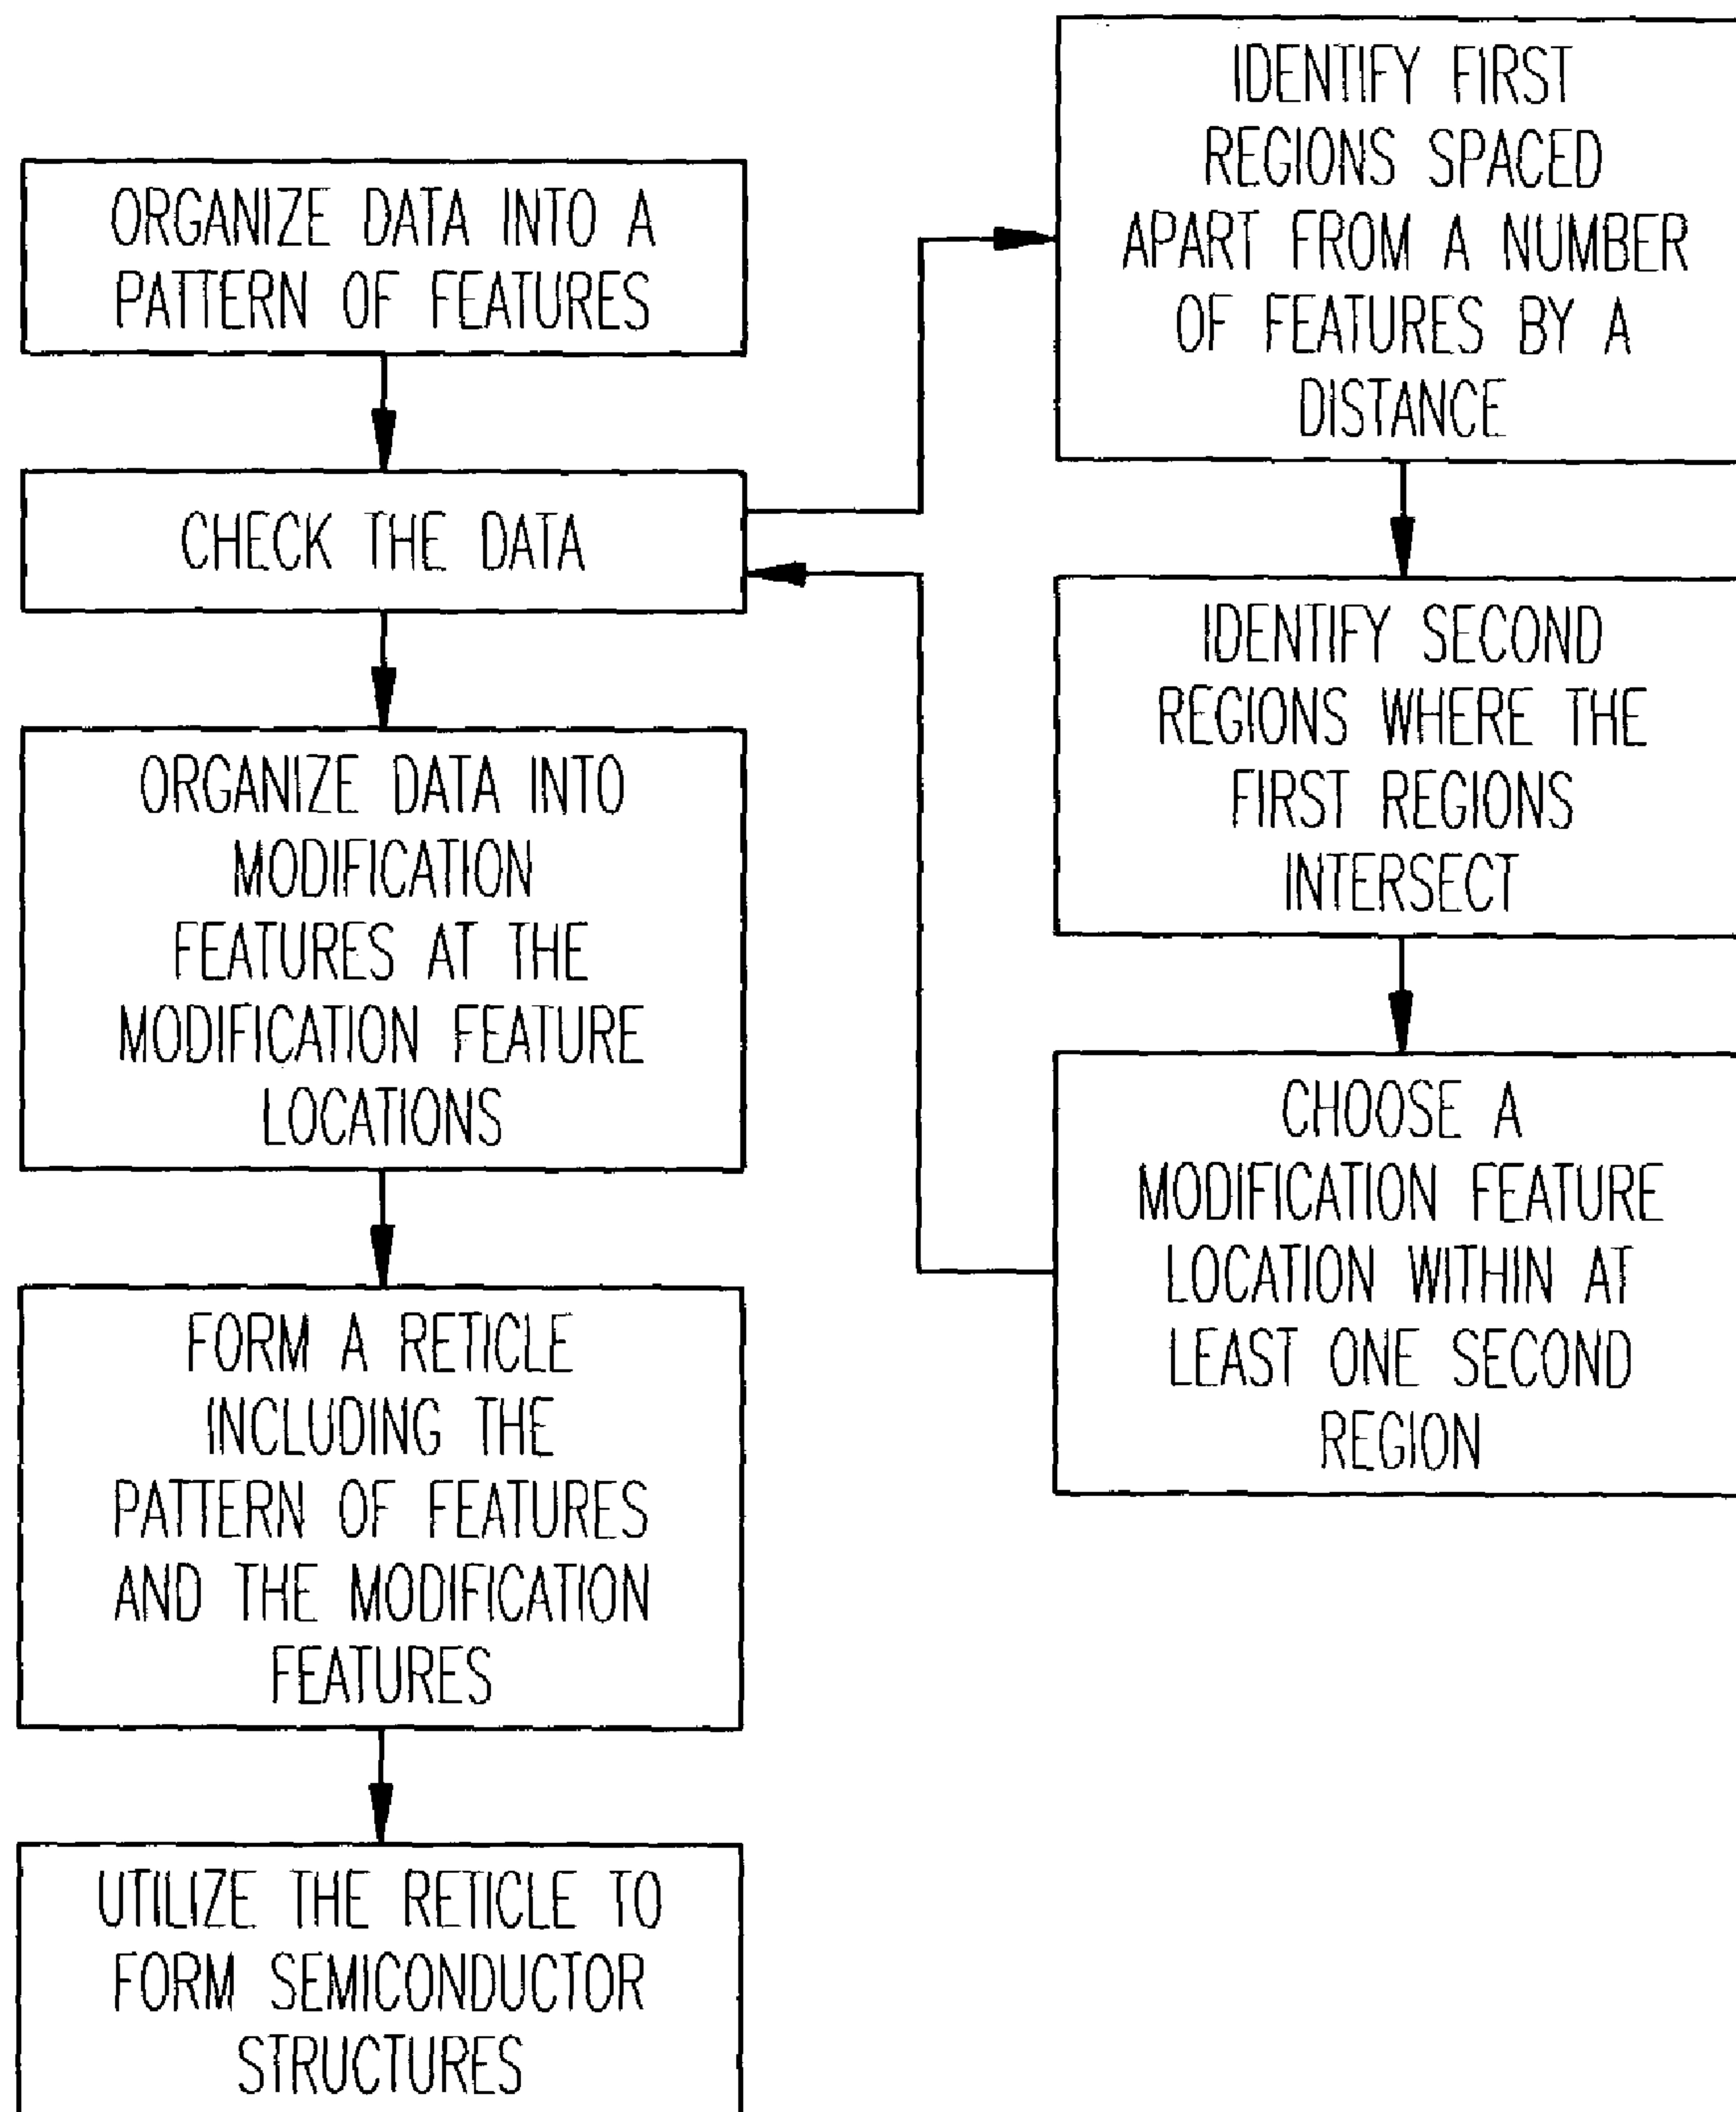 ORGANIZE DATA INTO A
PATTERN OF FEATURES
CHECK THE DATA
ORGANIZE DATA INTO
MODIFICATION
FEATURES AT THE
MODIFICATION FEATURE
LOCATIONS
FORM A RETICLE
INCLUDING THE
PATTERN OF FEATURES
AND THE MODIFICATION
FEATURES
UTILIZE THE RETICLE TO
FORM SEMICONDUCTOR
STRUCTURES
IDENTIFY FIRST
REGIONS SPACED
APART FROM A NUMBER
OF FEATURES BY A
DISTANCE
IDENTIFY SECOND
REGIONS WHERE THE
FIRST REGIONS
INTERSECT
CHOOSE A
MODIFICATION FEATURE
LOCATION WITHIN AT
LEAST ONE SECOND
REGION